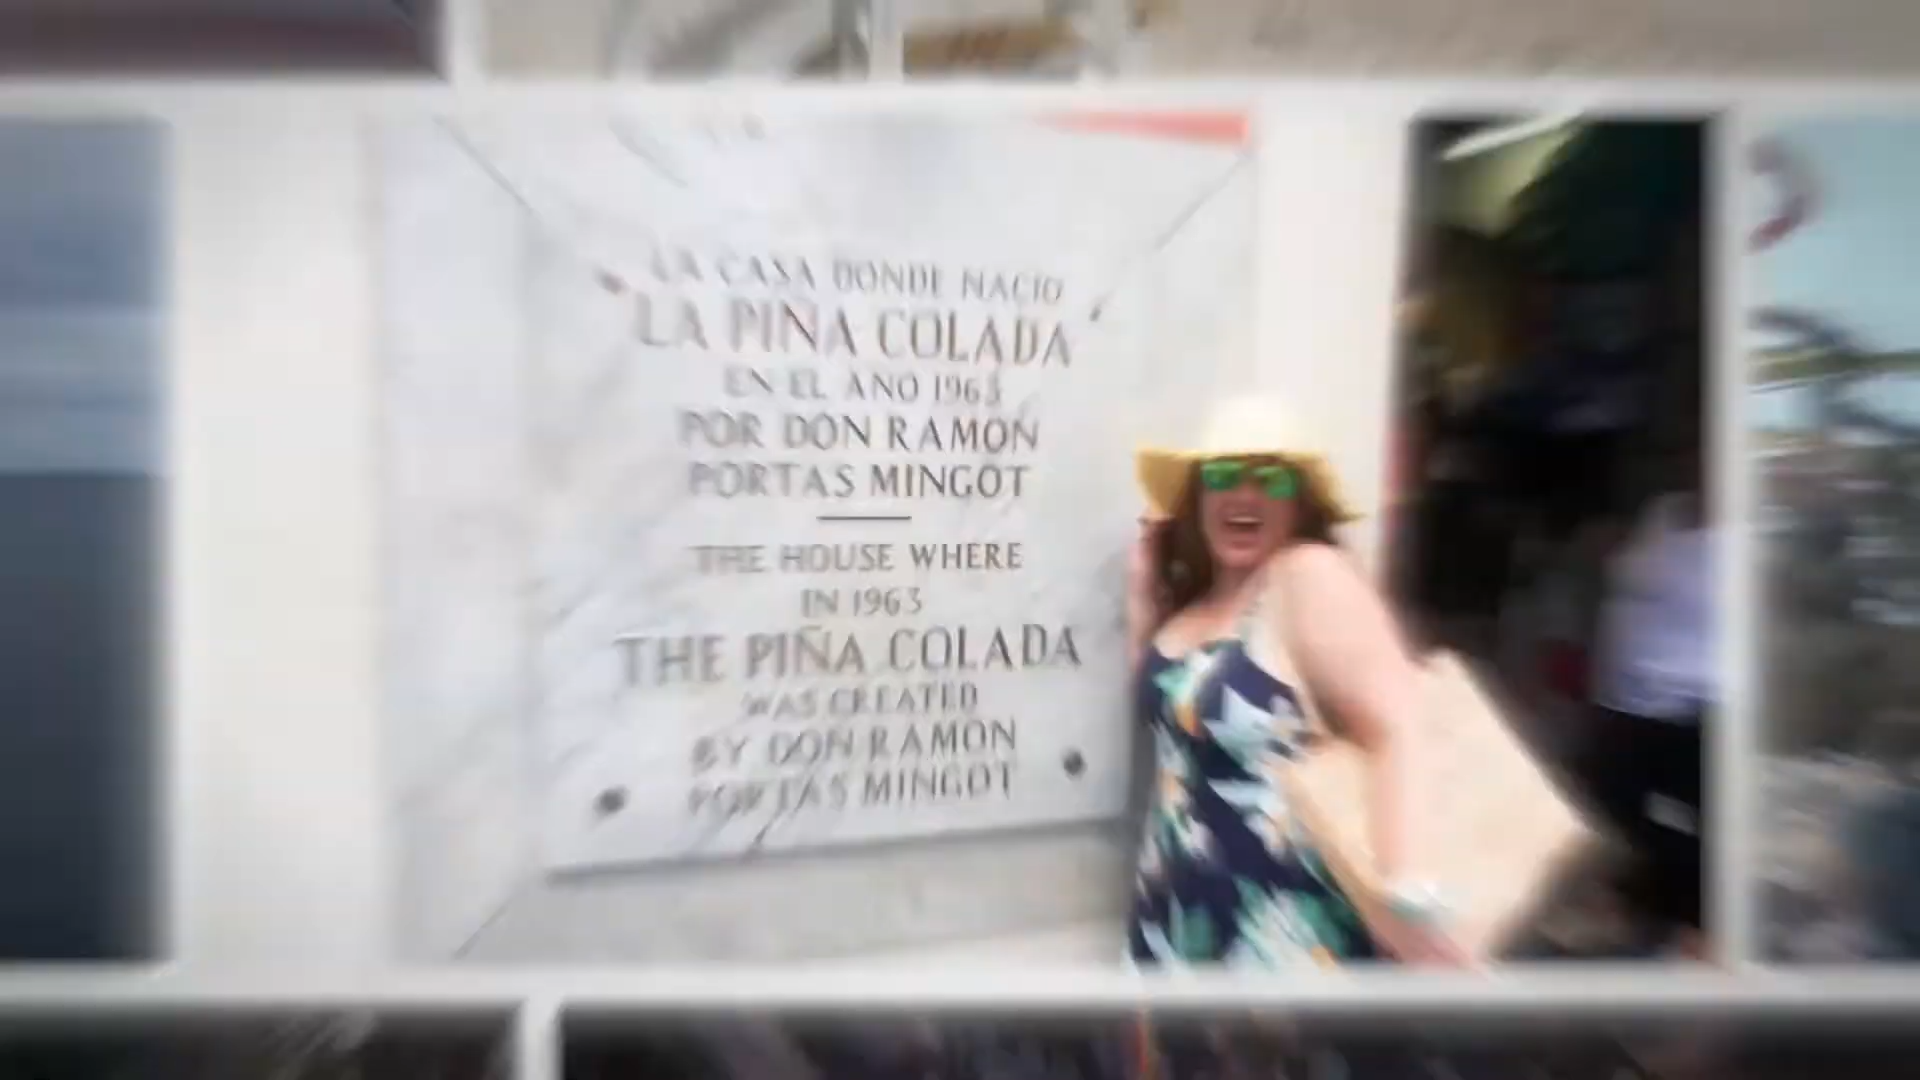 LA CASA DONDE NACIO
LA PIÑA COLADA
EN EL AÑO 1963
POR DON RAMON
PORTAS MINGOT
THE HOUSE WHERE
IN 1963
THE PIÑA COLADA
WAS CREATED
BY DON RAMON
PORTAS MINGOT